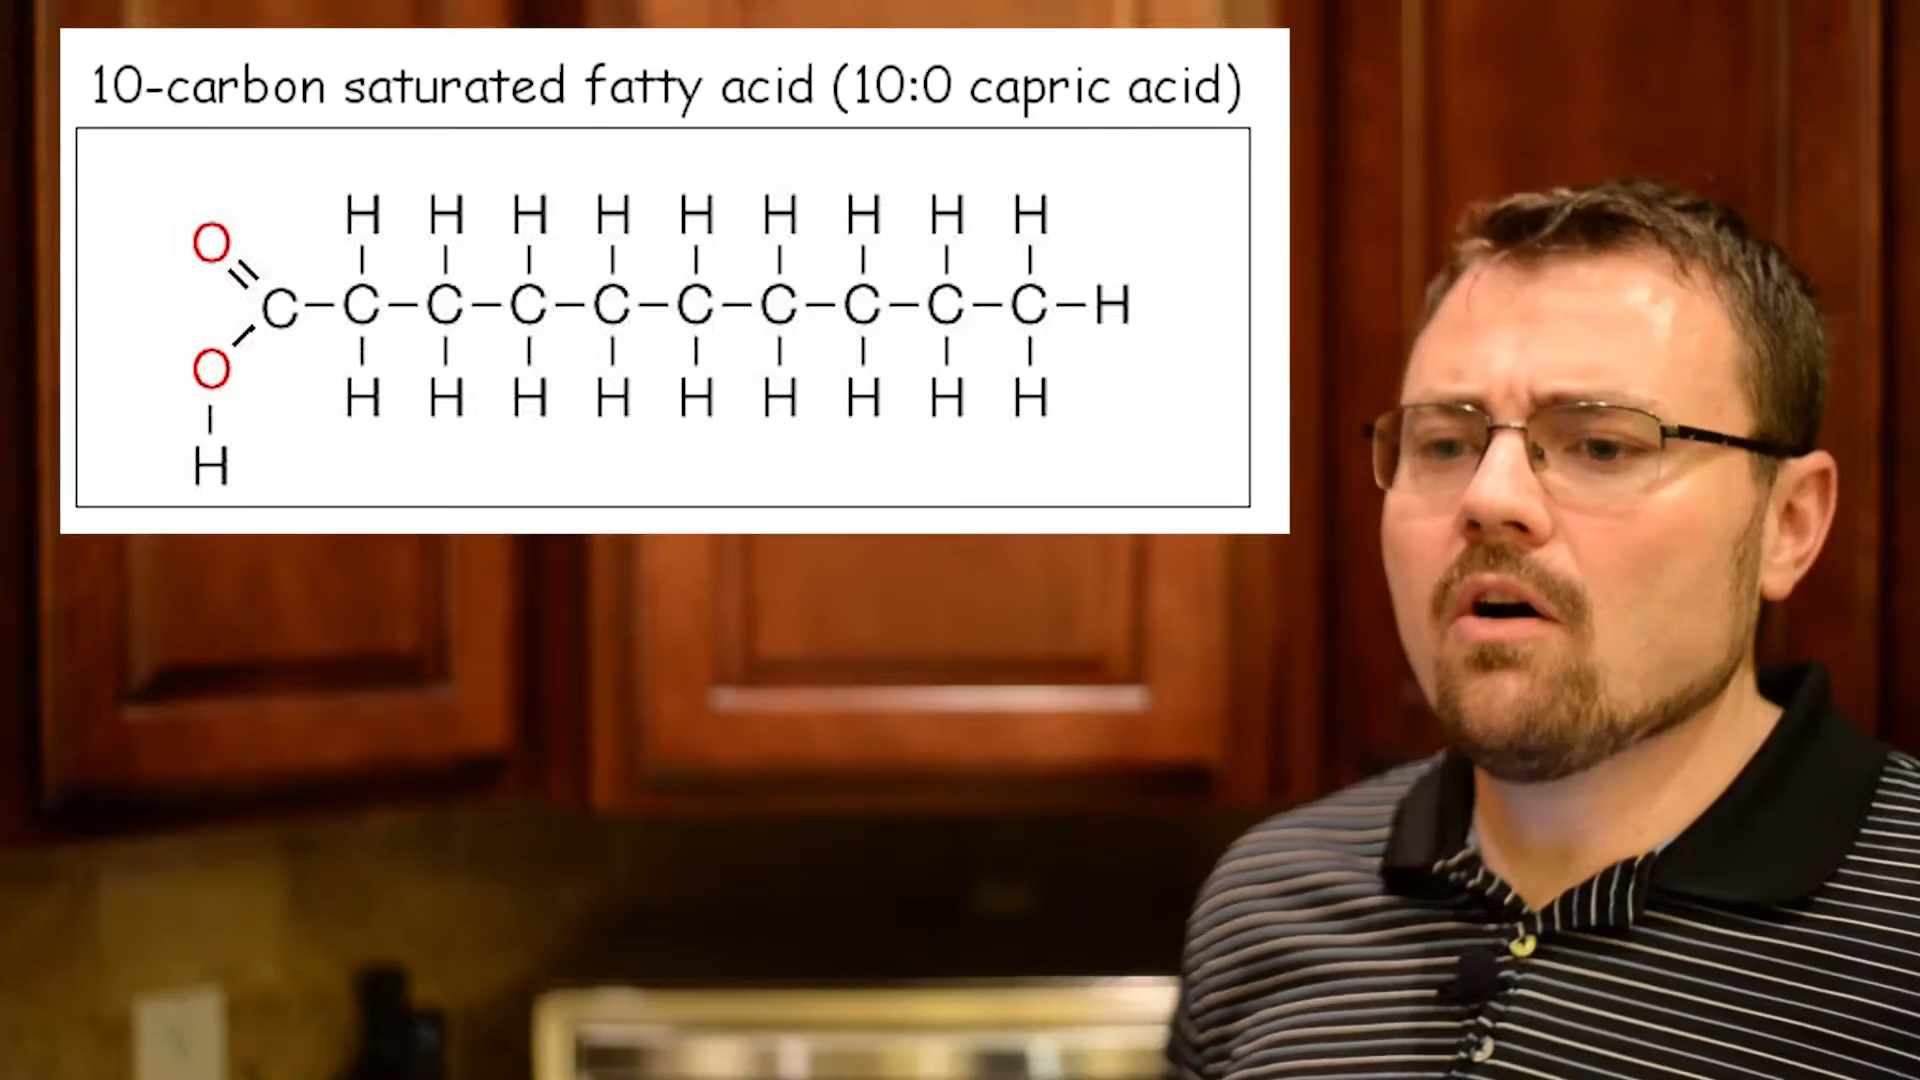 10-carbon saturated fatty acid (10:0 capric acid)
H H H H H H H H H
O
C-C-C-C-C-C-C-C-C-C-H
O
H H H H H H H H H
H